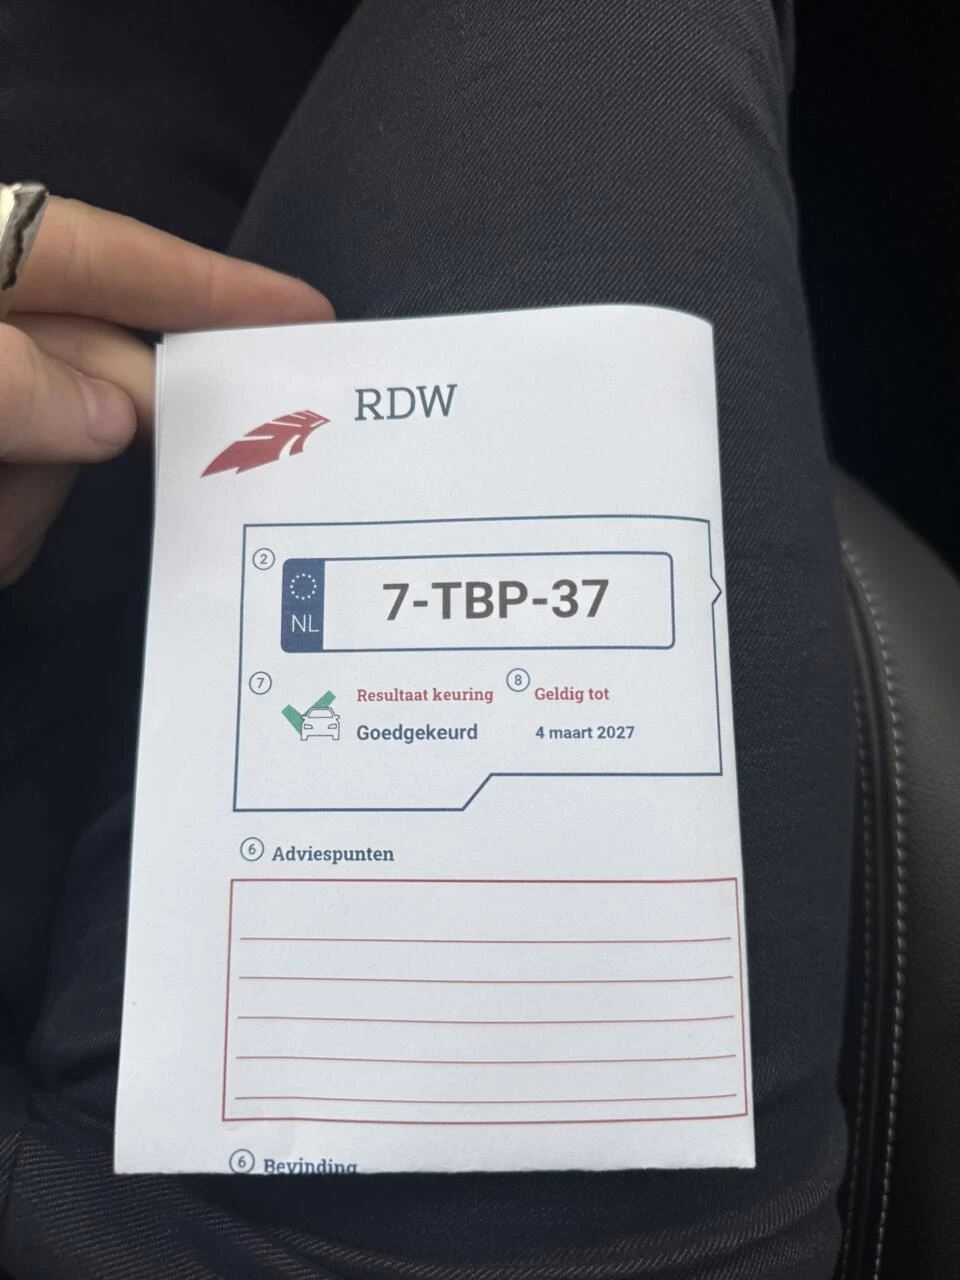 RDW
2
NL
7-TBP-37
7
Resultaat keuring
8
Geldig tot
Goedgekeurd
4 maart 2027
6 Adviespunten
6 Bevinding